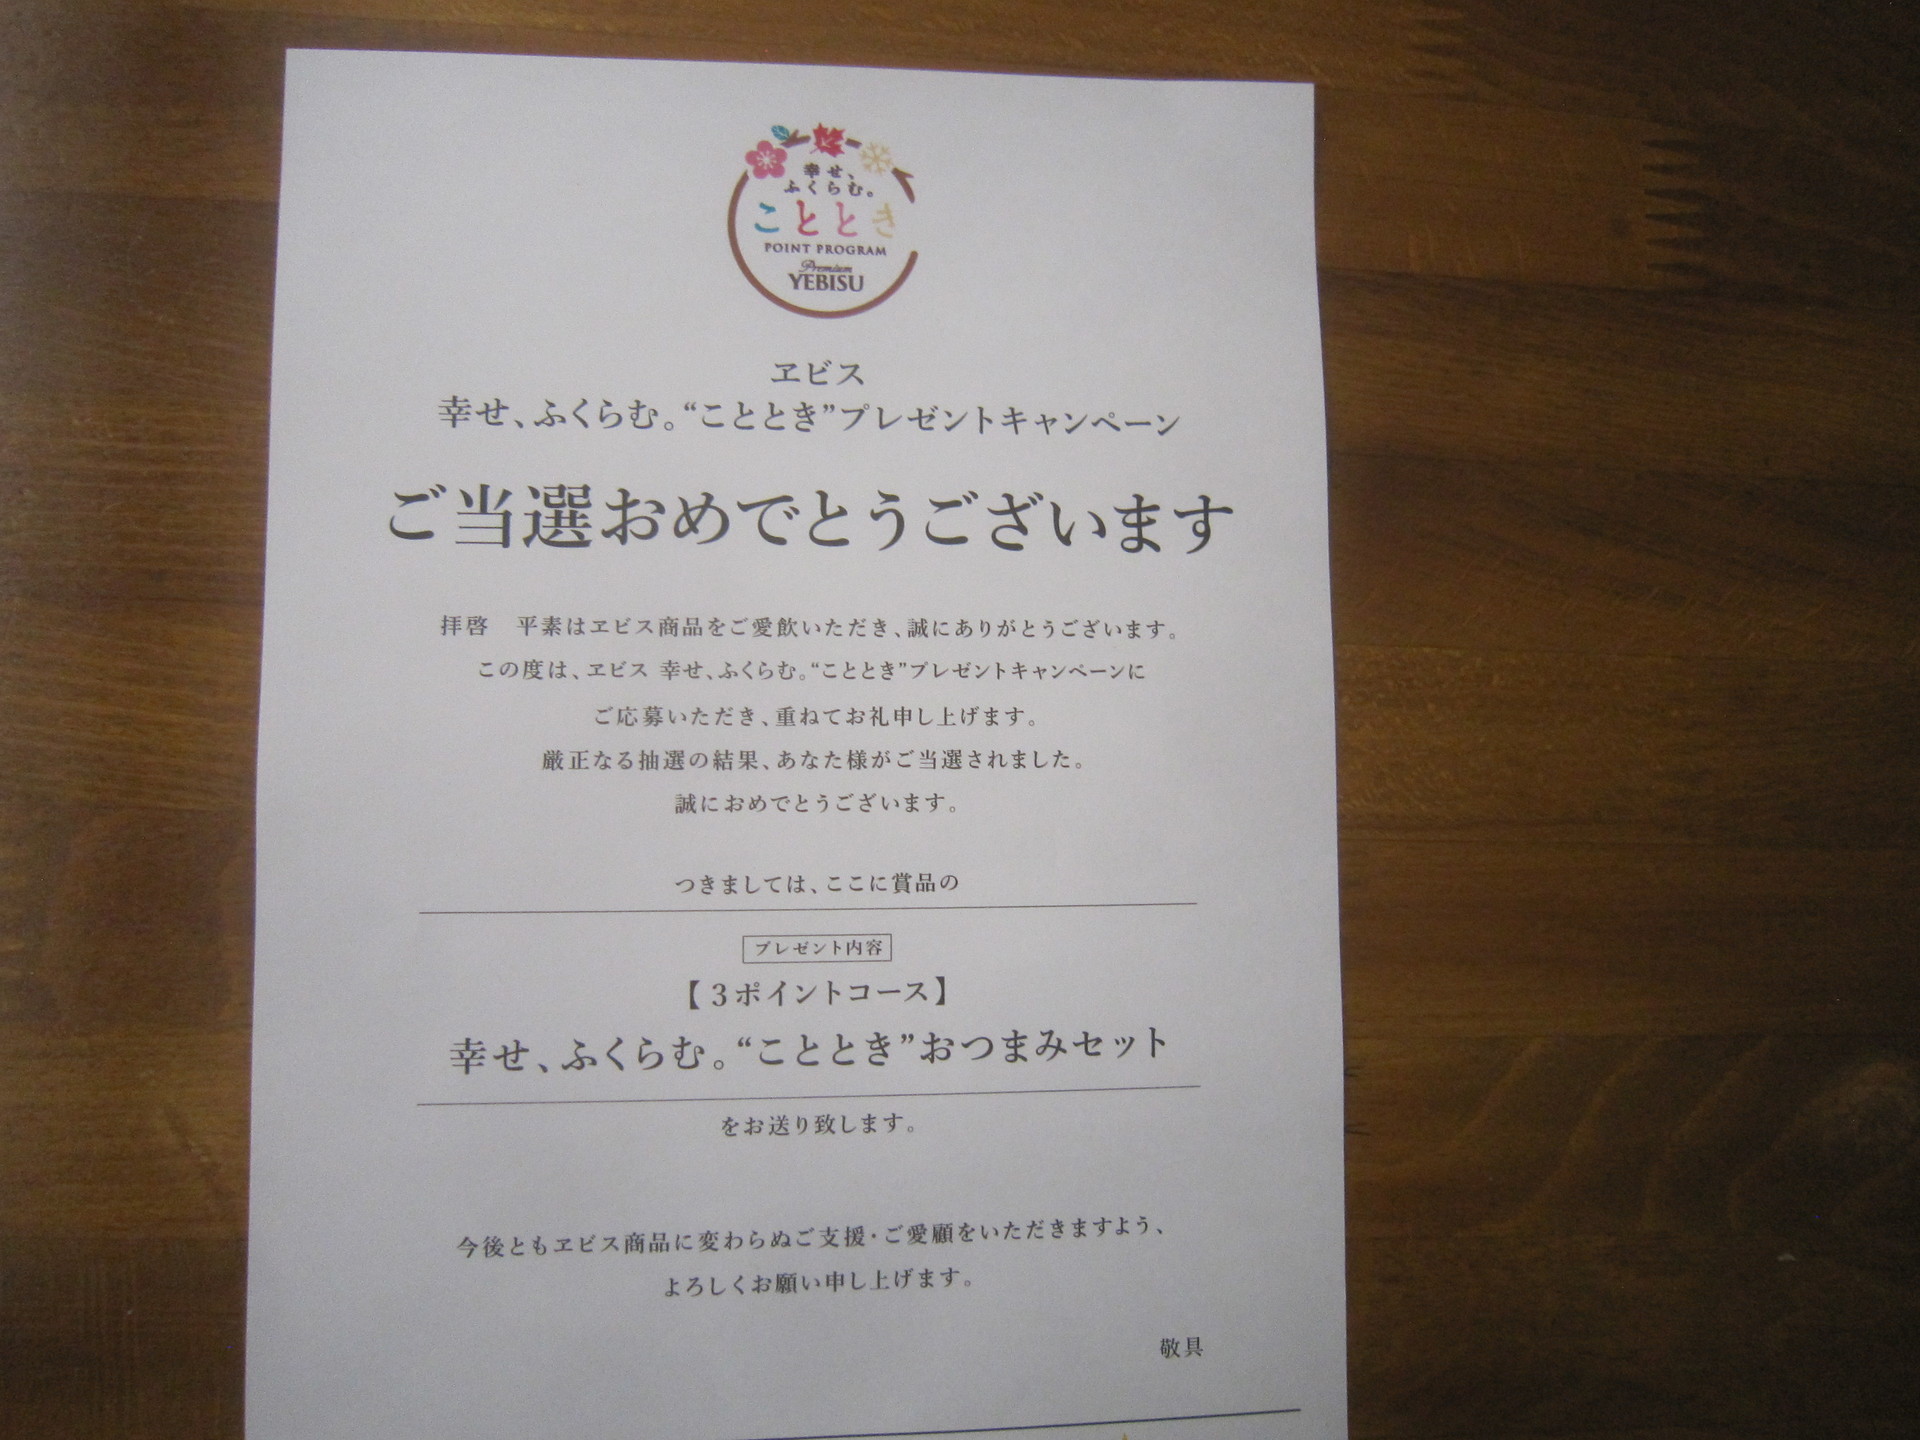 幸せ、
ふくらむ。
こととき
POINT PROGRAM
Premium
YEBISU
ヱビス
幸せ、ふくらむ。“こととき”プレゼントキャンペーン
ご当選おめでとうございます
拝啓　平素はヱビス商品をご愛飲いただき、誠にありがとうございます。
この度は、ヱビス 幸せ、ふくらむ。“こととき”プレゼントキャンペーンに
ご応募いただき、重ねてお礼申し上げます。
厳正なる抽選の結果、あなた様がご当選されました。
誠におめでとうございます。
つきましては、ここに賞品の
プレゼント内容
【3ポイントコース】
幸せ、ふくらむ。“こととき”おつまみセット
をお送り致します。
今後ともヱビス商品に変わらぬご支援・ご愛顧をいただきますよう、
よろしくお願い申し上げます。
敬具